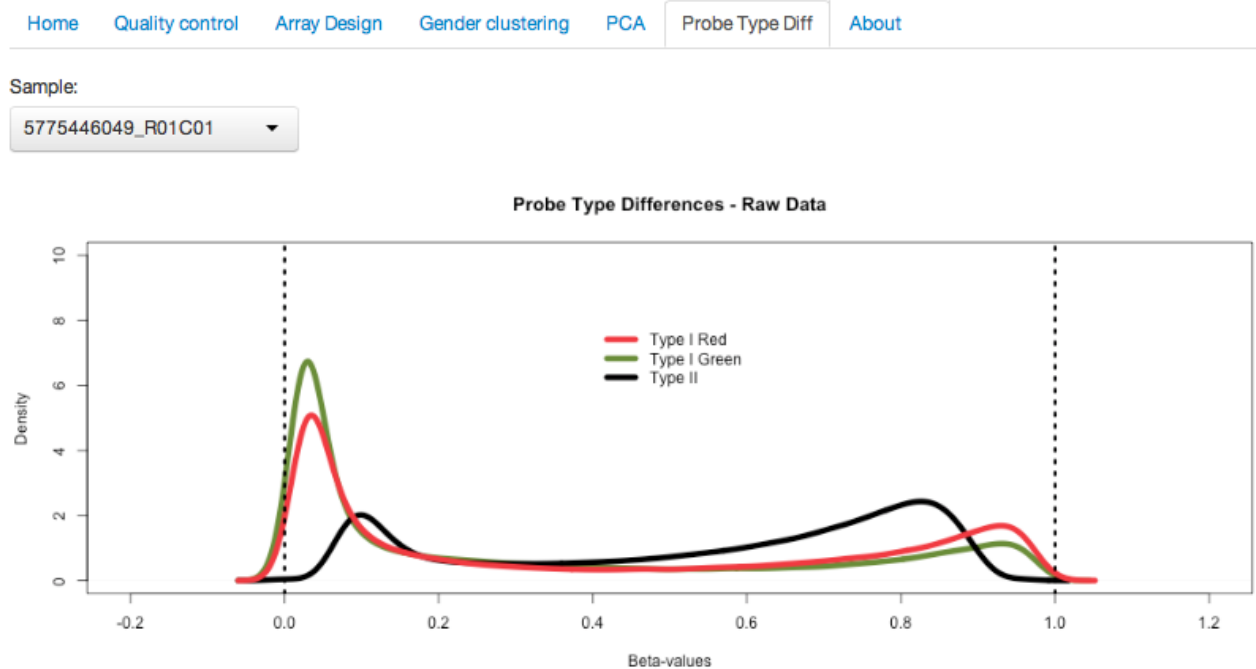 Home Quality control Array Design Gender clustering PCA Probe Type Diff About
Sample:
5775446049_R01C01
Probe Type Differences - Raw Data
10
8
6
4
2
0
Density
Type I Red
Type I Green
Type II
-0.2 0.0 0.2 0.4 0.6 0.8 1.0 1.2
Beta-values